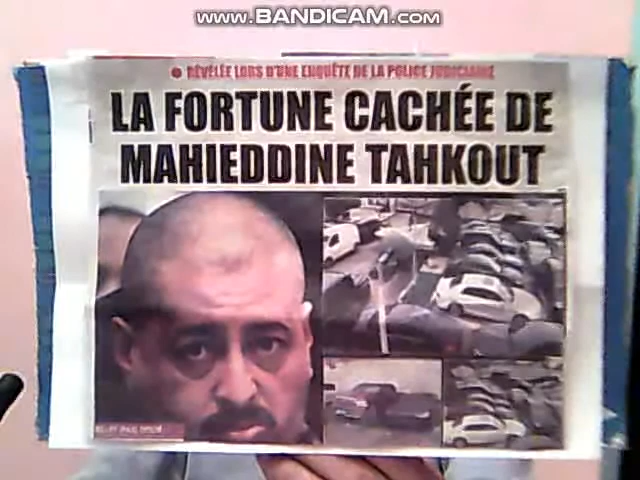 www.BANDICAM.com
● RÉVÉLÉE LORS D'UNE ENQUÊTE DE LA POLICE JUDICIAIRE
LA FORTUNE CACHÉE DE
MAHIEDDINE TAHKOUT